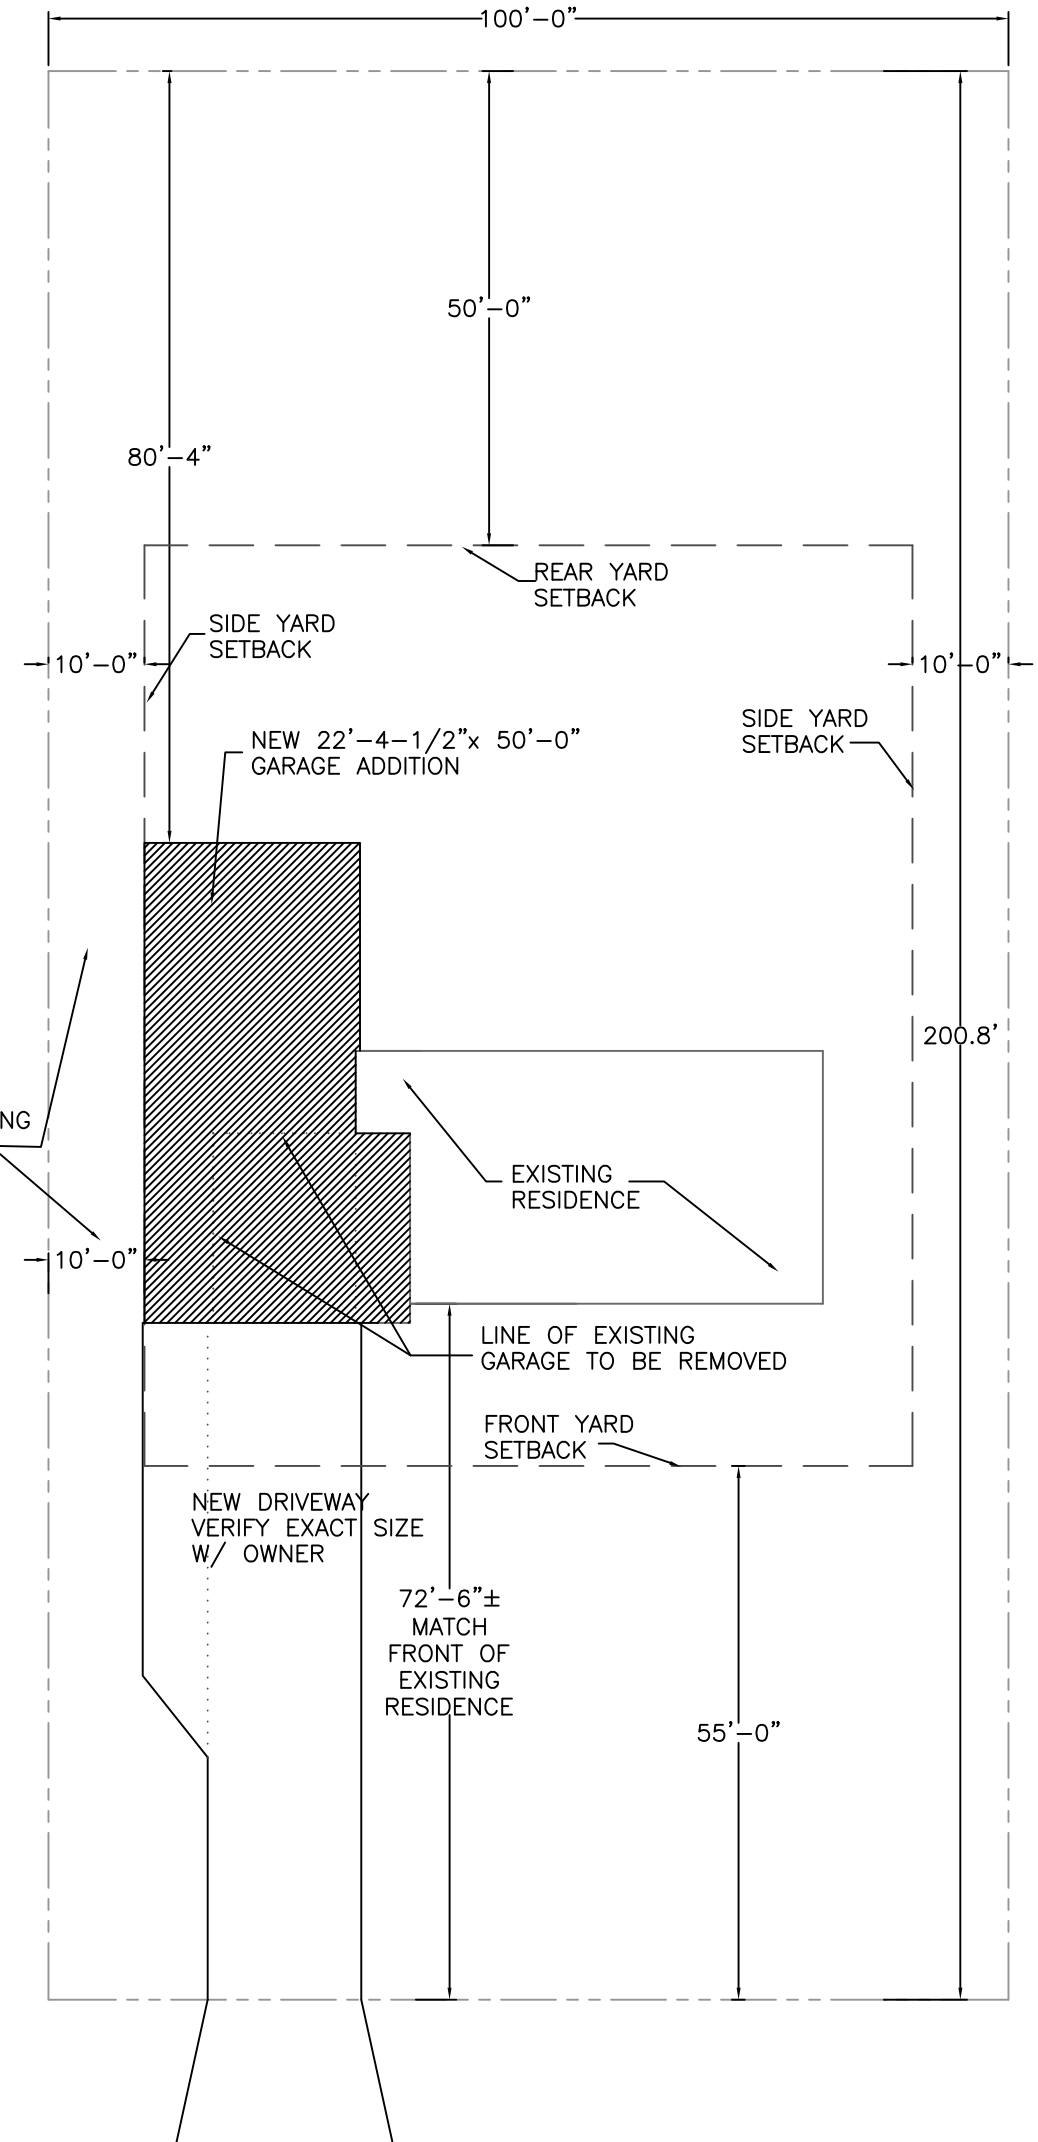 100'-0"
50'-0"
80'-4"
REAR YARD
SETBACK
SIDE YARD
SETBACK
10'-0"
10'-0"
SIDE YARD
SETBACK
NEW 22'-4-1/2"x 50'-0"
GARAGE ADDITION
200.8'
NG
EXISTING
RESIDENCE
10'-0"
LINE OF EXISTING
GARAGE TO BE REMOVED
FRONT YARD
SETBACK
NEW DRIVEWAY
VERIFY EXACT SIZE
W/ OWNER
72'-6"±
MATCH
FRONT OF
EXISTING
RESIDENCE
55'-0"